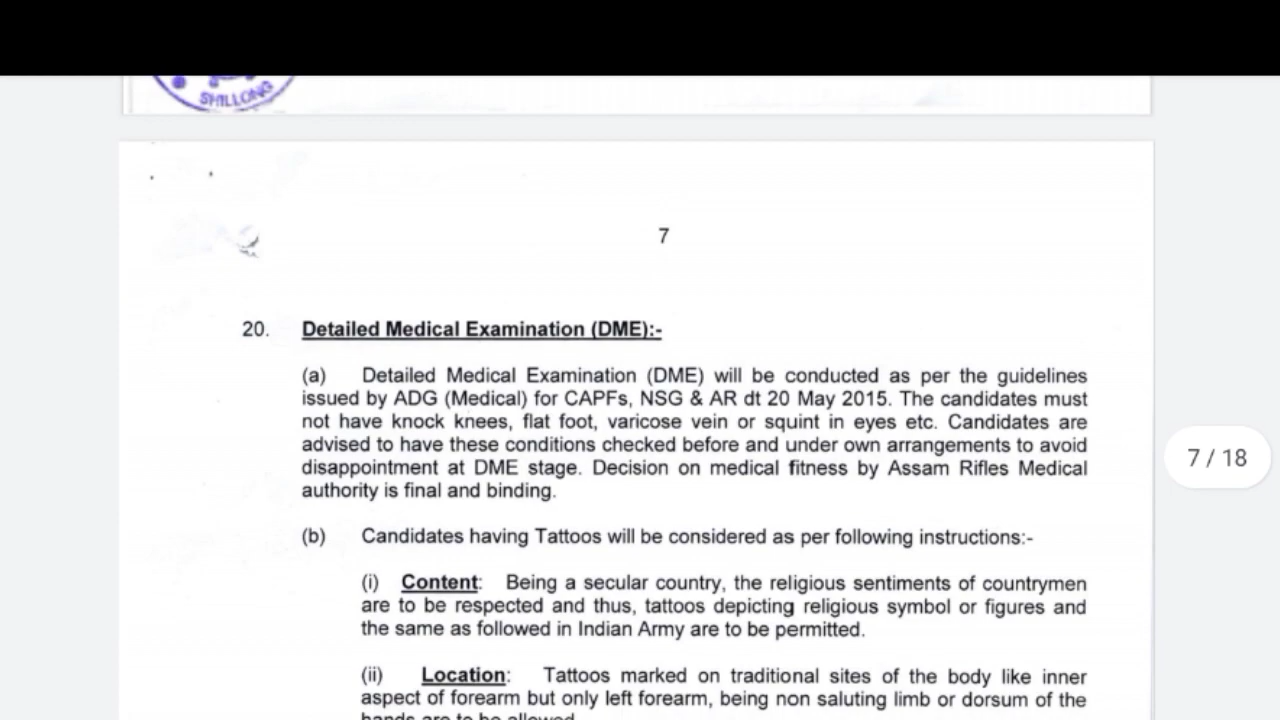 SHILLONG
7
20. Detailed Medical Examination (DME):-
(a) Detailed Medical Examination (DME) will be conducted as per the guidelines
issued by ADG (Medical) for CAPFs, NSG & AR dt 20 May 2015. The candidates must
not have knock knees, flat foot, varicose vein or squint in eyes etc. Candidates are
advised to have these conditions checked before and under own arrangements to avoid
disappointment at DME stage. Decision on medical fitness by Assam Rifles Medical
authority is final and binding.
7 / 18
(b) Candidates having Tattoos will be considered as per following instructions:-
(i) Content: Being a secular country, the religious sentiments of countrymen
are to be respected and thus, tattoos depicting religious symbol or figures and
the same as followed in Indian Army are to be permitted.
(ii) Location: Tattoos marked on traditional sites of the body like inner
aspect of forearm but only left forearm, being non saluting limb or dorsum of the
hands are to be allowed